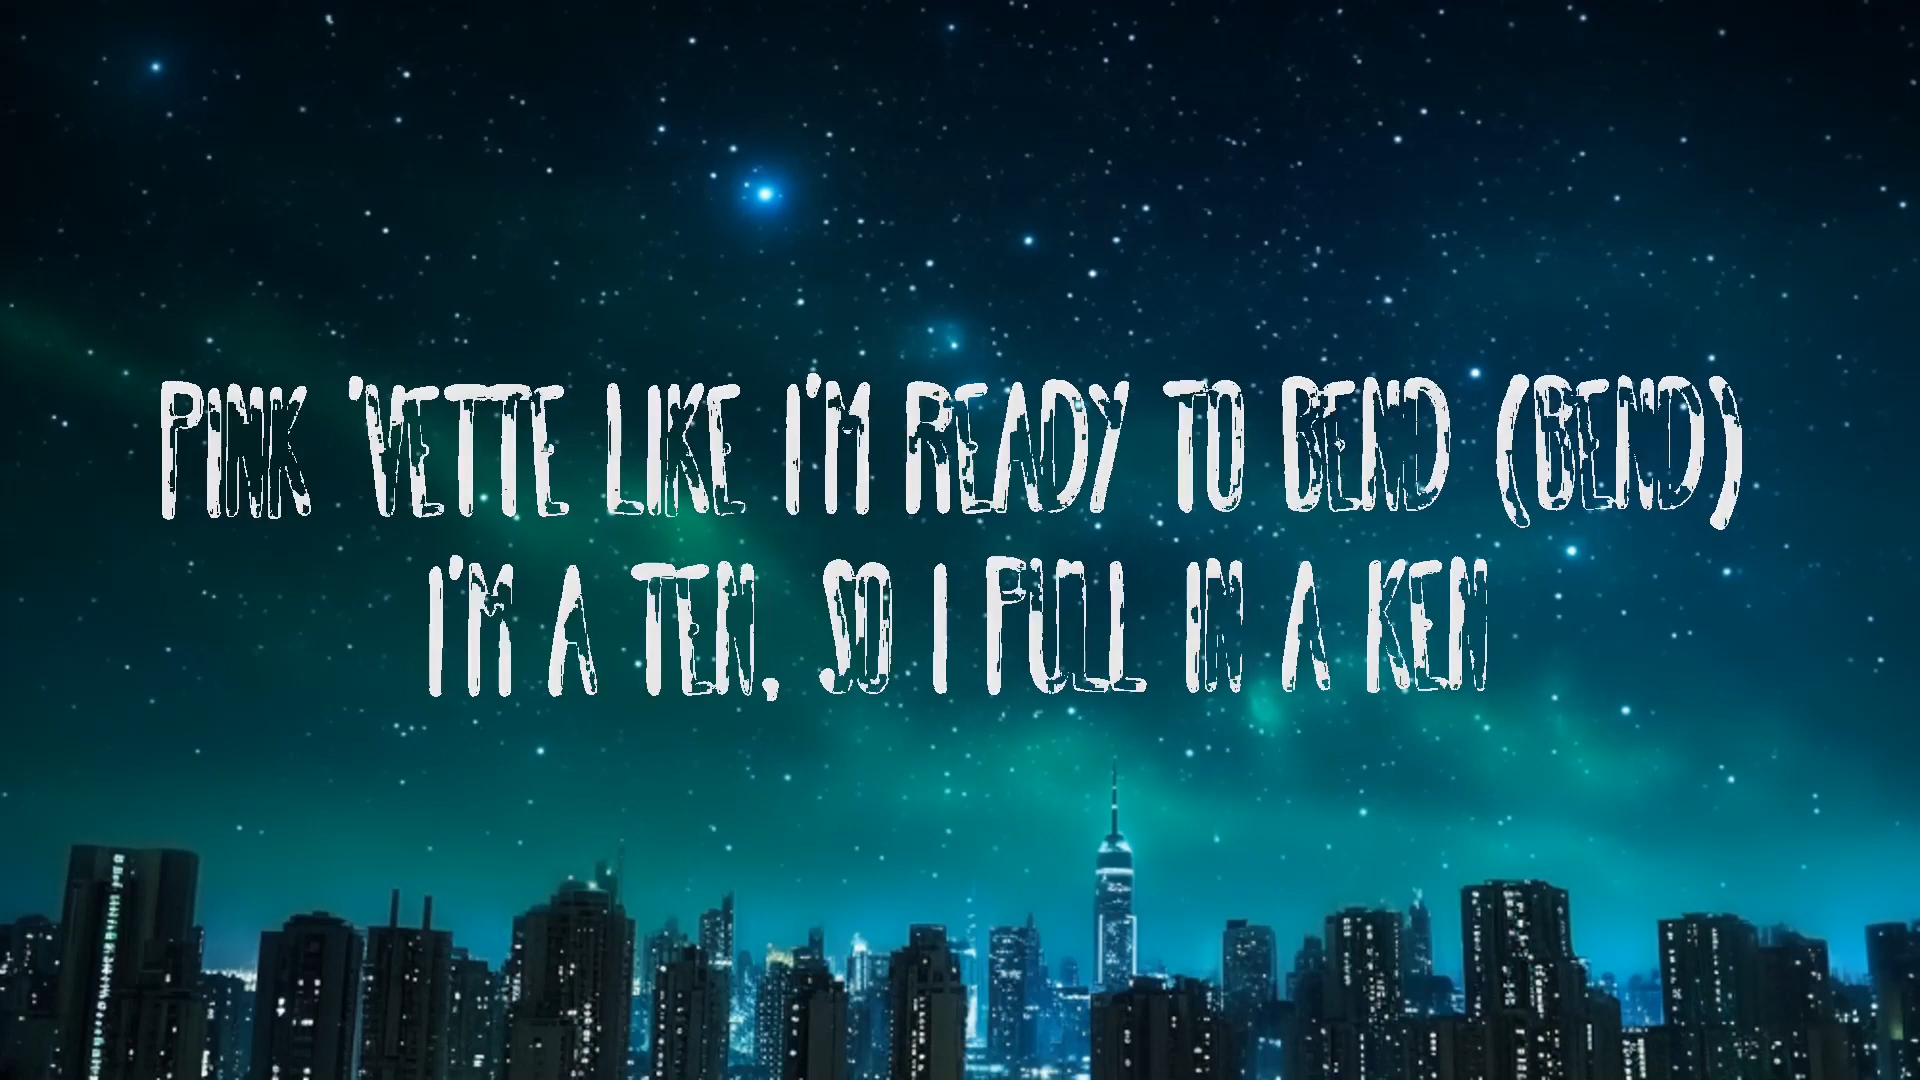 PINK 'VETTE LIKE I'M READY TO BEND (BEND)
I'M A TEN, SO I PULL IN A KEN